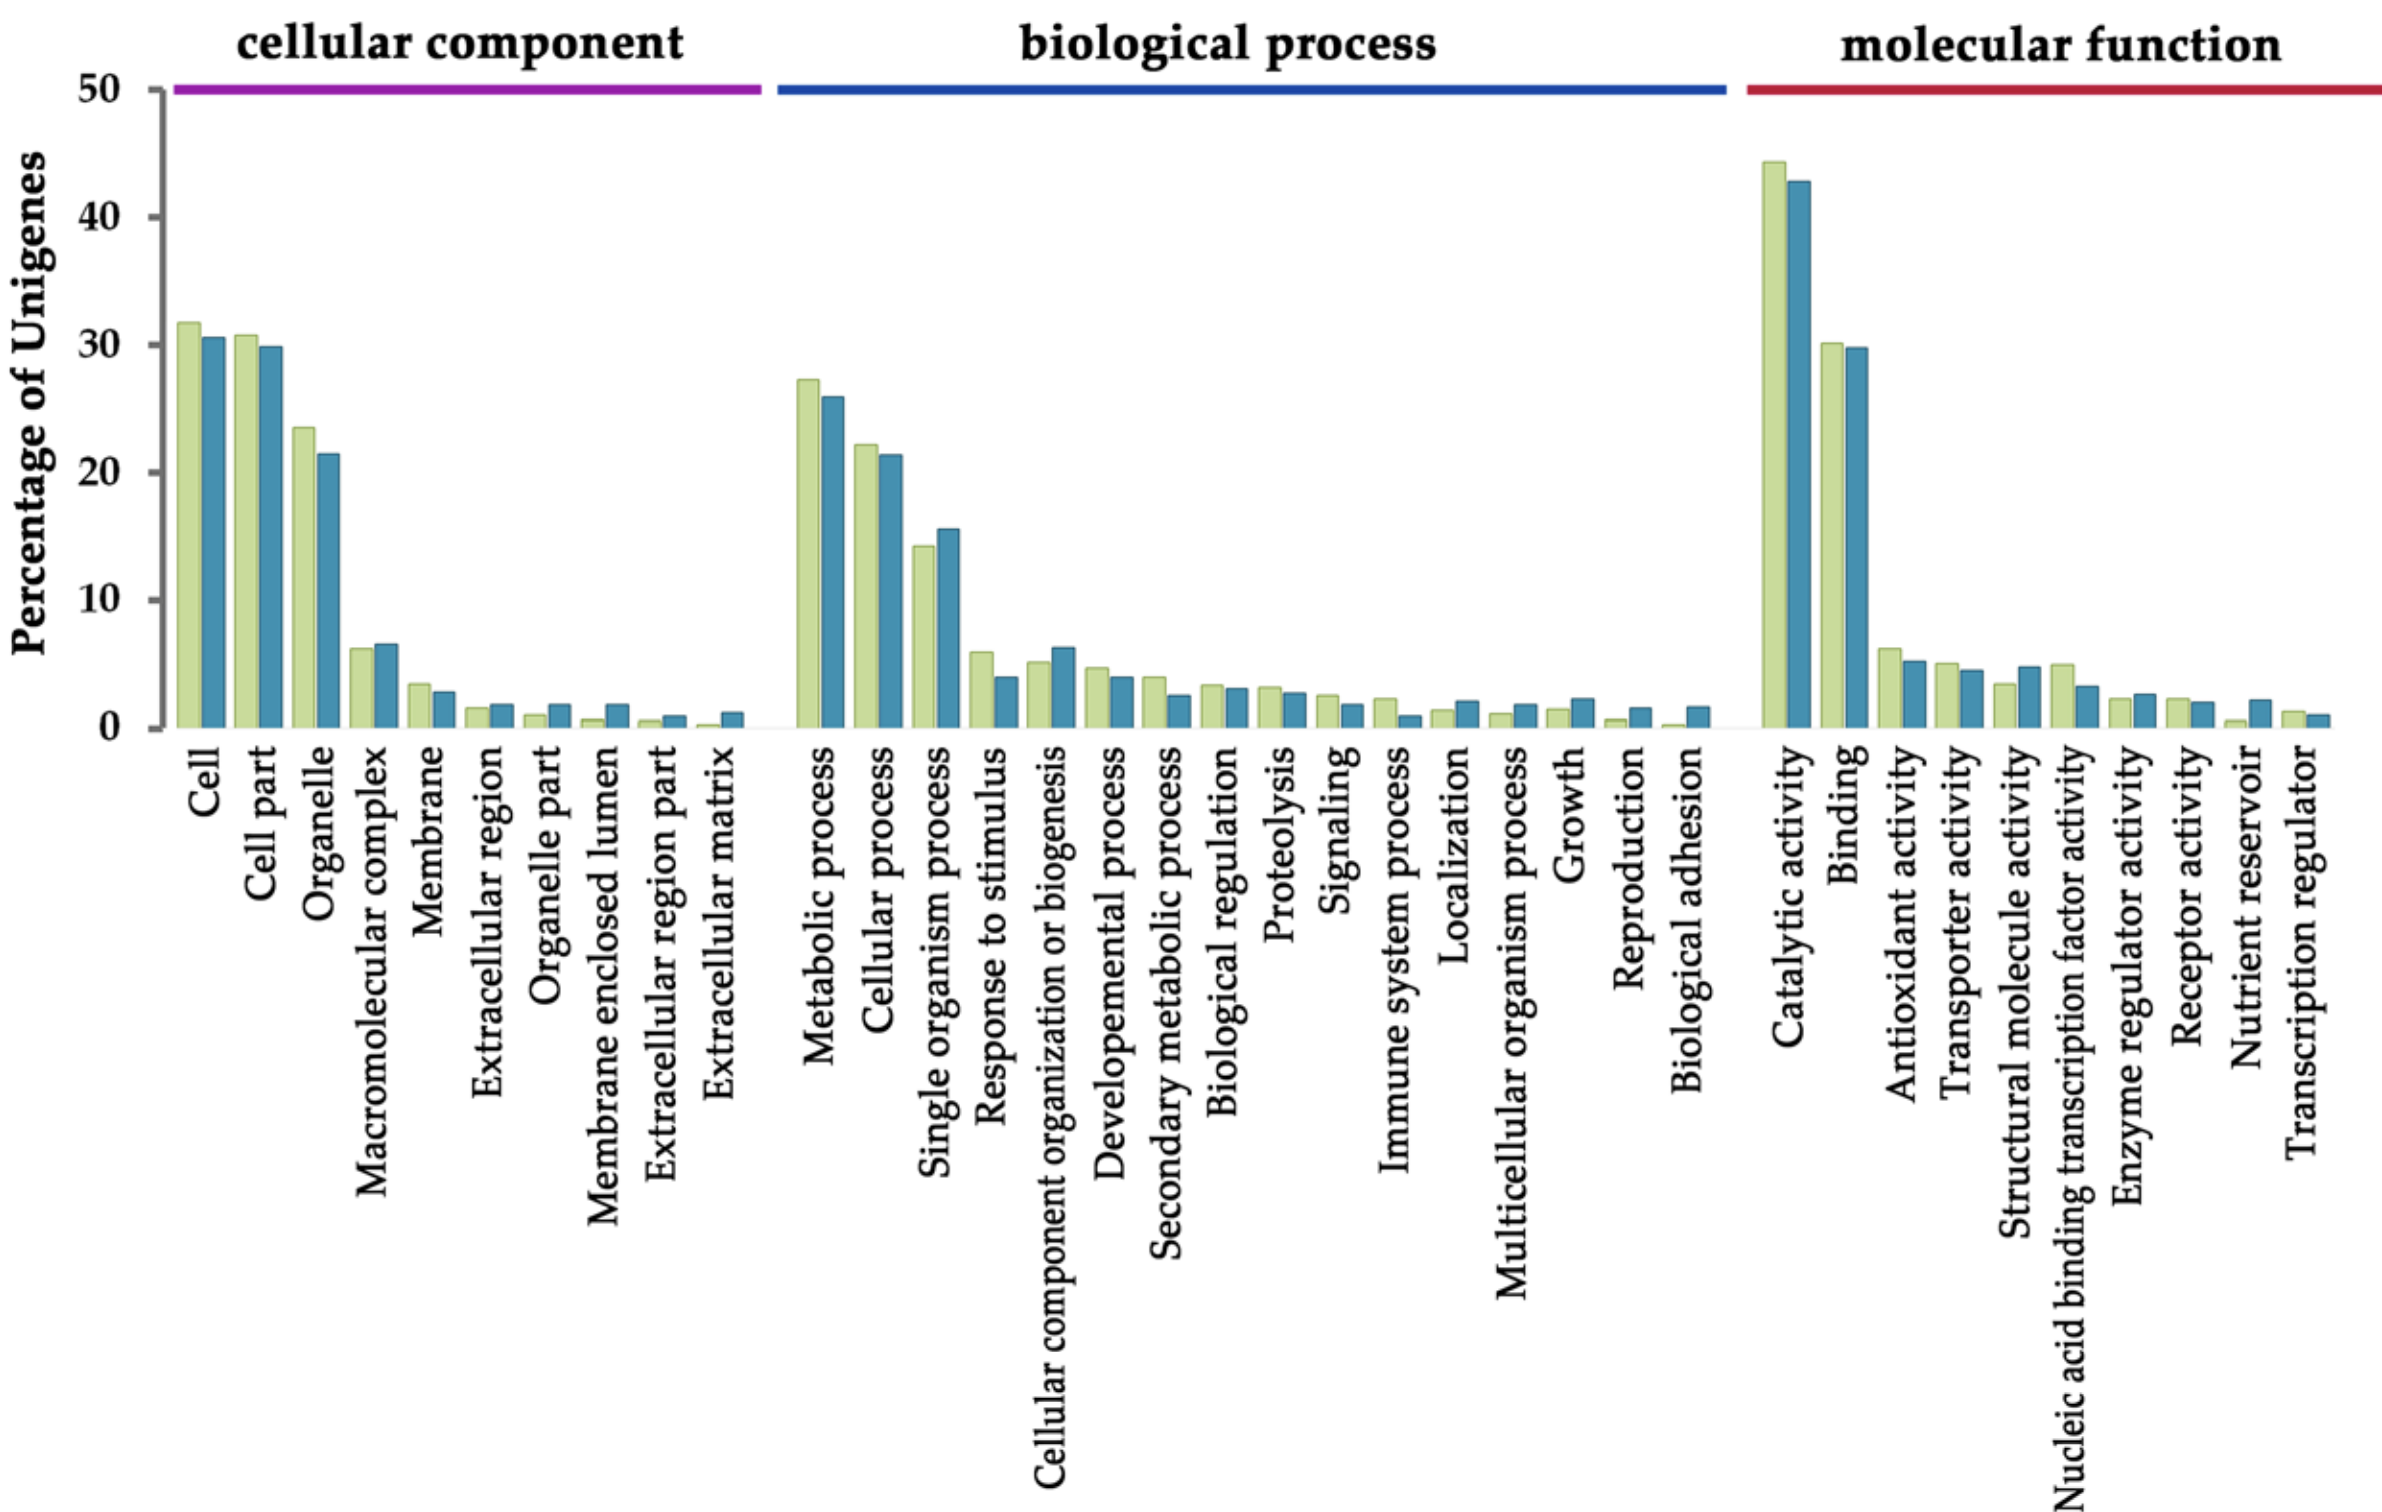 cellular component
biological process
molecular function
Percentage of Unigenes
50
40
30
20
10
0
Cell
Cell part
Organelle
Macromolecular complex
Membrane
Extracellular region
Organelle part
Membrane enclosed lumen
Extracellular region part
Extracellular matrix
Metabolic process
Cellular process
Single organism process
Response to stimulus
Cellular component organization or biogenesis
Developemental process
Secondary metabolic process
Biological regulation
Proteolysis
Signaling
Immune system process
Localization
Multicellular organism process
Growth
Reproduction
Biological adhesion
Catalytic activity
Binding
Antioxidant activity
Transporter activity
Structural molecule activity
Nucleic acid binding transcription factor activity
Enzyme regulator activity
Receptor activity
Nutrient reservoir
Transcription regulator